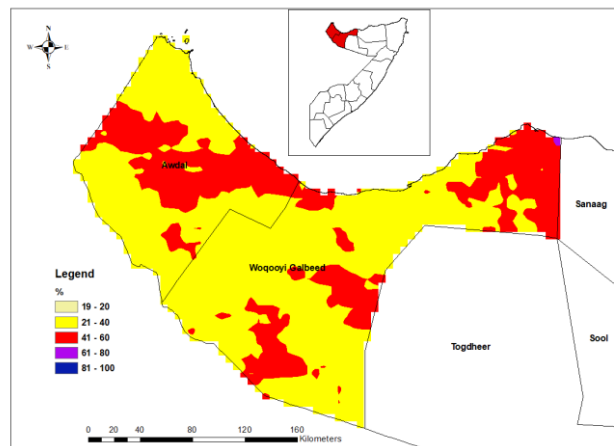 N
W E
S
Awdal
Sanaag
Woqooyi Galbeed
Legend
%
19 - 20
21 - 40
41 - 60
61 - 80
81 - 100
Togdheer
Sool
0 20 40 80 120 160
Kilometers